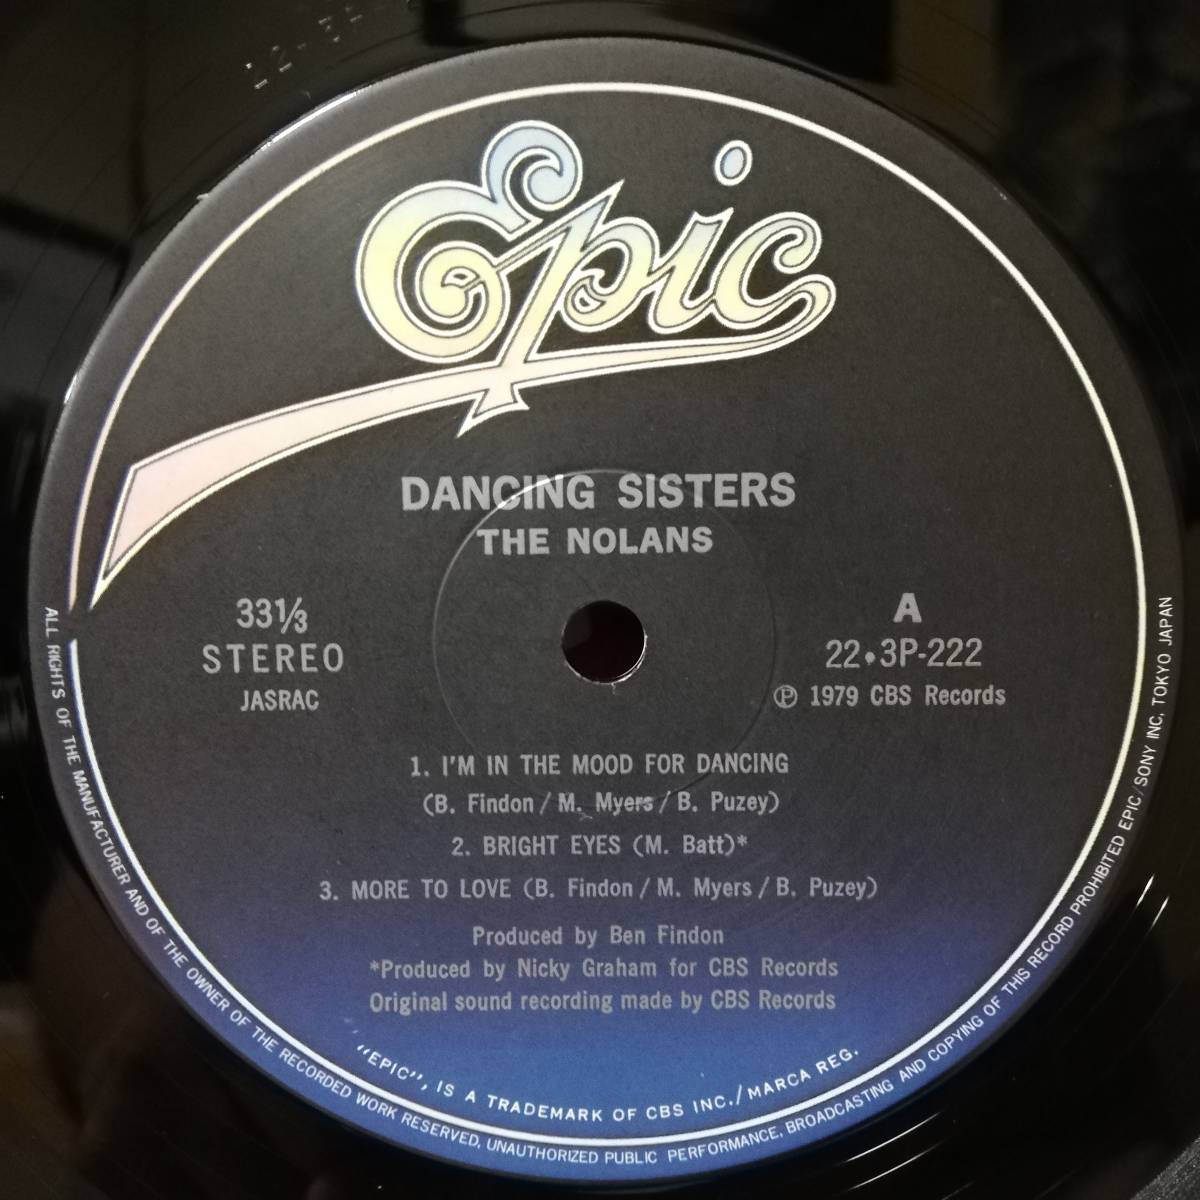 Epic
DANCING SISTERS
THE NOLANS
33⅓
STEREO
JASRAC
A
22•3P-222
Ⓟ 1979 CBS Records
1. I'M IN THE MOOD FOR DANCING
(B. Findon / M. Myers / B. Puzey)
2. BRIGHT EYES (M. Batt)*
3. MORE TO LOVE (B. Findon / M. Myers / B. Puzey)
Produced by Ben Findon
*Produced by Nicky Graham for CBS Records
Original sound recording made by CBS Records
"EPIC", IS A TRADEMARK OF CBS INC./MARCA REG.
ALL RIGHTS OF THE MANUFACTURER AND OF THE OWNER OF THE RECORDED WORK RESERVED. UNAUTHORIZED PUBLIC PERFORMANCE, BROADCASTING AND COPYING OF THIS RECORD PROHIBITED EPIC/SONY INC, TOKYO JAPAN